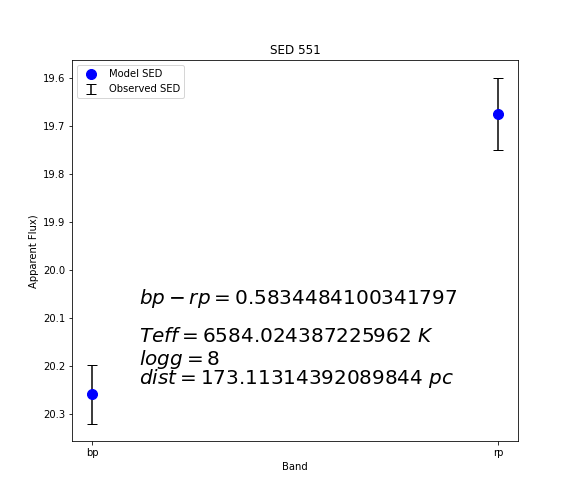 SED 551
Model SED
Observed SED
19.6
19.7
19.8
19.9
20.0
20.1
20.2
20.3
Apparent Flux)
bp − rp = 0.5834484100341797
Teff = 6584.024387225962 K
logg = 8
dist = 173.11314392089844 pc
bp
rp
Band